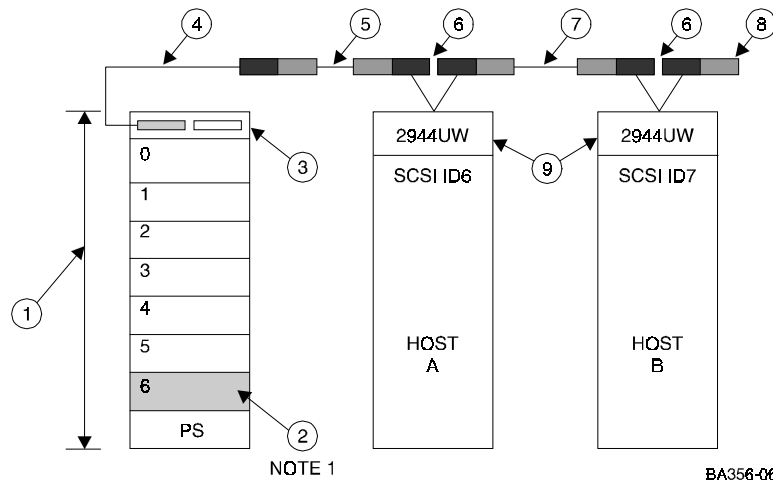 4 5 6 7 6 8
2944UW 2944UW
3 9
0 SCSI ID6 SCSI ID7
1
2
3
1
4
5 HOST HOST
A B
6
PS 2
NOTE 1
BA356-06